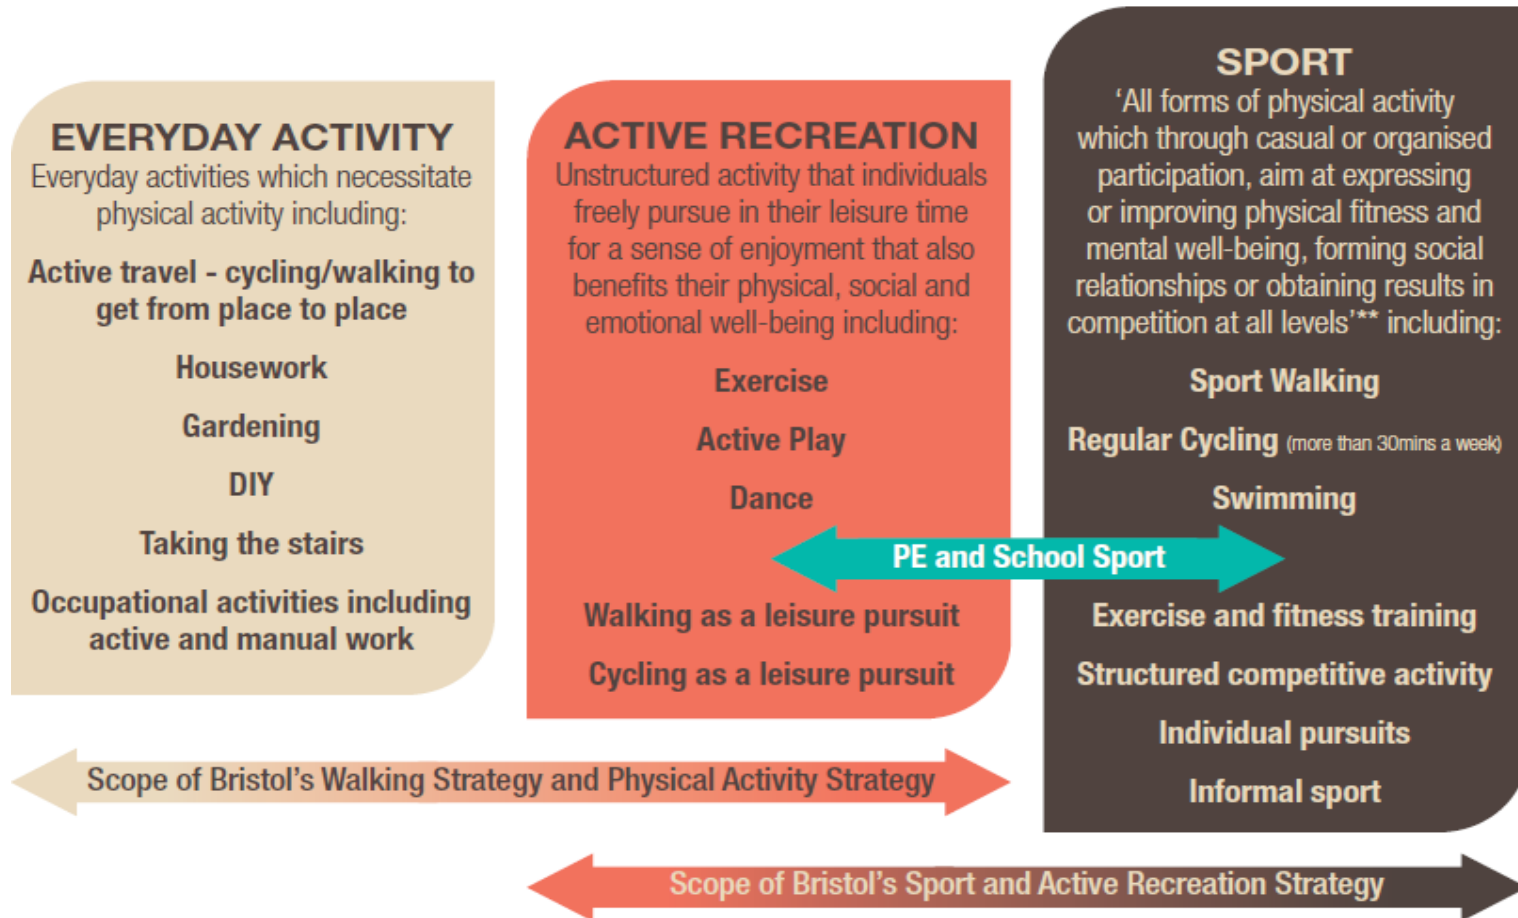 EVERYDAY ACTIVITY
Everyday activities which necessitate
physical activity including:
Active travel - cycling/walking to
get from place to place
Housework
Gardening
DIY
Taking the stairs
Occupational activities including
active and manual work
ACTIVE RECREATION
Unstructured activity that individuals
freely pursue in their leisure time
for a sense of enjoyment that also
benefits their physical, social and
emotional well-being including:
Exercise
Active Play
Dance
PE and School Sport
Walking as a leisure pursuit
Cycling as a leisure pursuit
SPORT
‘All forms of physical activity
which through casual or organised
participation, aim at expressing
or improving physical fitness and
mental well-being, forming social
relationships or obtaining results in
competition at all levels’** including:
Sport Walking
Regular Cycling (more than 30mins a week)
Swimming
Exercise and fitness training
Structured competitive activity
Individual pursuits
Informal sport
Scope of Bristol’s Walking Strategy and Physical Activity Strategy
Scope of Bristol’s Sport and Active Recreation Strategy